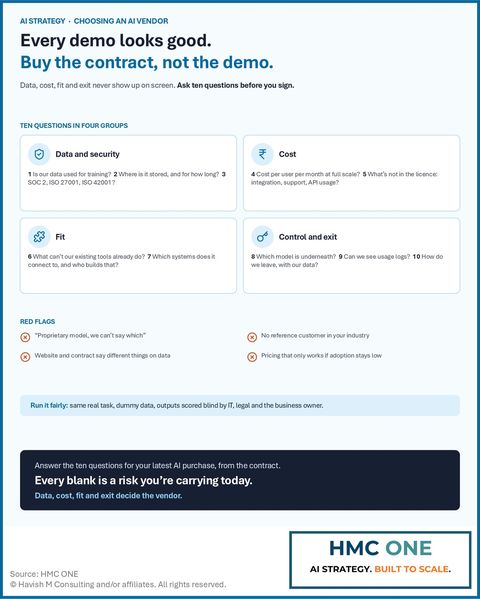 AI STRATEGY · CHOOSING AN AI VENDOR
Every demo looks good.
Buy the contract, not the demo.
Data, cost, fit and exit never show up on screen. Ask ten questions before you sign.
TEN QUESTIONS IN FOUR GROUPS
Data and security
1 Is our data used for training? 2 Where is it stored, and for how long? 3
SOC 2, ISO 27001, ISO 42001?
₹ Cost
4 Cost per user per month at full scale? 5 What's not in the licence:
integration, support, API usage?
Fit
6 What can't our existing tools already do? 7 Which systems does it
connect to, and who builds that?
Control and exit
8 Which model is underneath? 9 Can we see usage logs? 10 How do
we leave, with our data?
RED FLAGS
"Proprietary model, we can't say which"
No reference customer in your industry
Website and contract say different things on data
Pricing that only works if adoption stays low
Run it fairly: same real task, dummy data, outputs scored blind by IT, legal and the business owner.
Answer the ten questions for your latest AI purchase, from the contract.
Every blank is a risk you're carrying today.
Data, cost, fit and exit decide the vendor.
HMC ONE
AI STRATEGY. BUILT TO SCALE.
Source: HMC ONE
© Havish M Consulting and/or affiliates. All rights reserved.